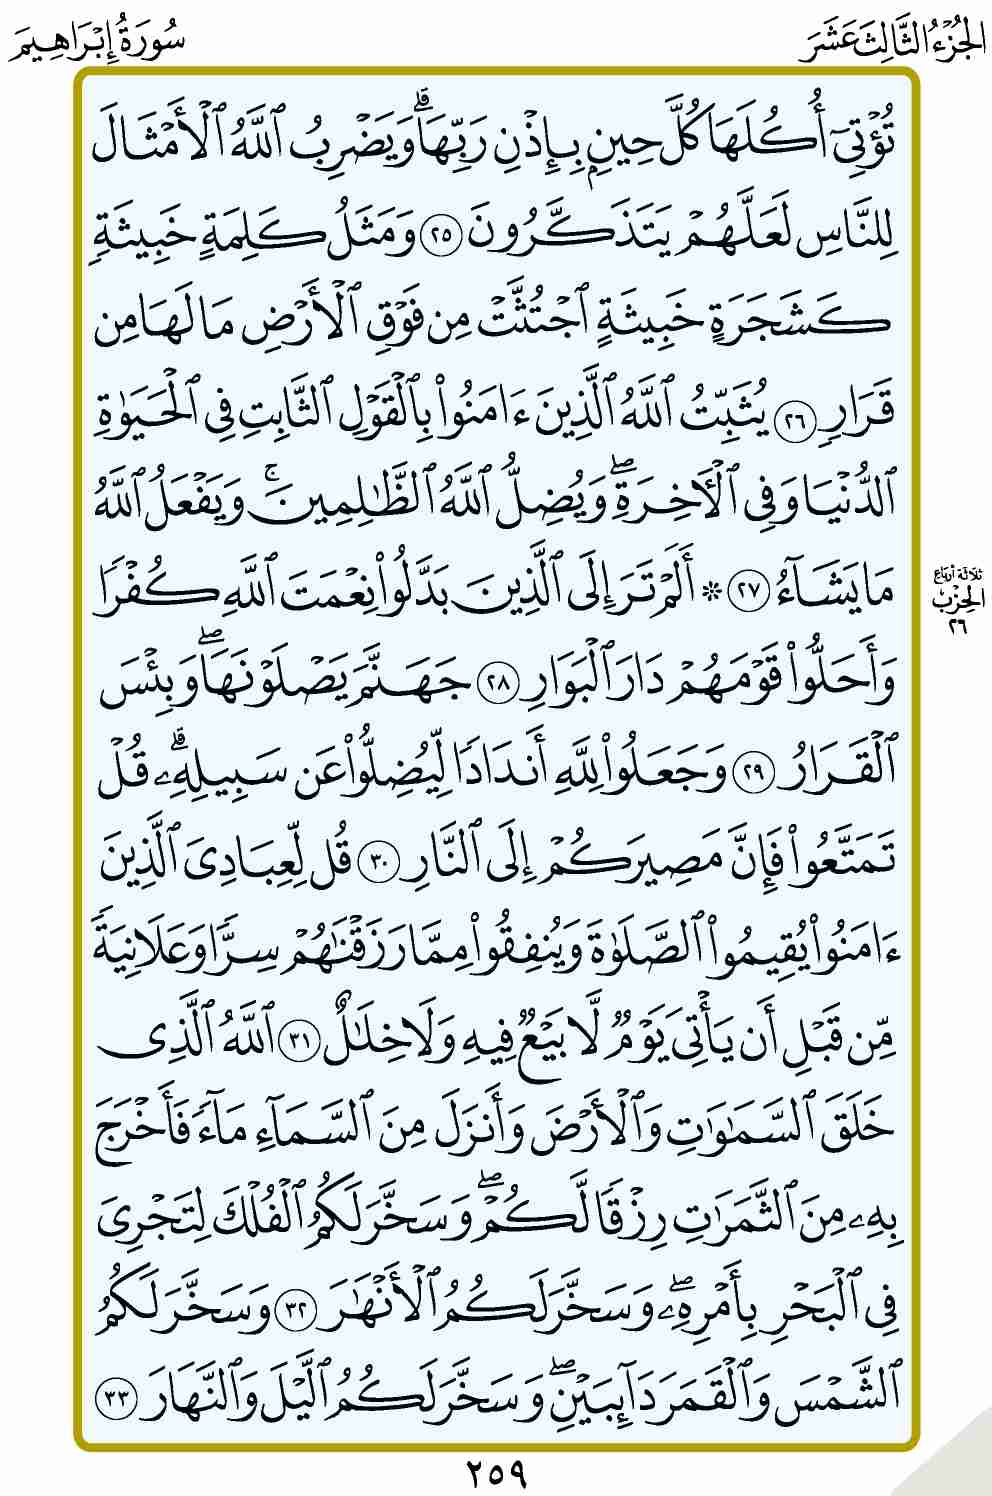 الجُزْءُ الثَّالِثَ عَشَرَ
سُورَةُ إِبْرَاهِيمَ
تُؤْتِىٓ أُكُلَهَا كُلَّ حِينٍۭ بِإِذْنِ رَبِّهَاۗ وَيَضْرِبُ ٱللَّهُ ٱلْأَمْثَالَ
لِلنَّاسِ لَعَلَّهُمْ يَتَذَكَّرُونَ ٢٥ وَمَثَلُ كَلِمَةٍ خَبِيثَةٍ
كَشَجَرَةٍ خَبِيثَةٍ ٱجْتُثَّتْ مِن فَوْقِ ٱلْأَرْضِ مَا لَهَا مِن
قَرَارٍ ٢٦ يُثَبِّتُ ٱللَّهُ ٱلَّذِينَ ءَامَنُوا۟ بِٱلْقَوْلِ ٱلثَّابِتِ فِى ٱلْحَيَوٰةِ
ٱلدُّنْيَا وَفِى ٱلْـَٔاخِرَةِۖ وَيُضِلُّ ٱللَّهُ ٱلظَّٰلِمِينَۚ وَيَفْعَلُ ٱللَّهُ
مَا يَشَآءُ ٢٧ ۞ أَلَمْ تَرَ إِلَى ٱلَّذِينَ بَدَّلُوا۟ نِعْمَتَ ٱللَّهِ كُفْرًا
ثلاثة أرباع
الحِزْب
٢٦
وَأَحَلُّوا۟ قَوْمَهُمْ دَارَ ٱلْبَوَارِ ٢٨ جَهَنَّمَ يَصْلَوْنَهَاۖ وَبِئْسَ
ٱلْقَرَارُ ٢٩ وَجَعَلُوا۟ لِلَّهِ أَندَادًا لِّيُضِلُّوا۟ عَن سَبِيلِهِۦۗ قُلْ
تَمَتَّعُوا۟ فَإِنَّ مَصِيرَكُمْ إِلَى ٱلنَّارِ ٣٠ قُل لِّعِبَادِىَ ٱلَّذِينَ
ءَامَنُوا۟ يُقِيمُوا۟ ٱلصَّلَوٰةَ وَيُنفِقُوا۟ مِمَّا رَزَقْنَٰهُمْ سِرًّا وَعَلَانِيَةً
مِّن قَبْلِ أَن يَأْتِىَ يَوْمٌ لَّا بَيْعٌ فِيهِ وَلَا خِلَٰلٌ ٣١ ٱللَّهُ ٱلَّذِى
خَلَقَ ٱلسَّمَٰوَٰتِ وَٱلْأَرْضَ وَأَنزَلَ مِنَ ٱلسَّمَآءِ مَآءً فَأَخْرَجَ
بِهِۦ مِنَ ٱلثَّمَرَٰتِ رِزْقًا لَّكُمْۖ وَسَخَّرَ لَكُمُ ٱلْفُلْكَ لِتَجْرِىَ
فِى ٱلْبَحْرِ بِأَمْرِهِۦۖ وَسَخَّرَ لَكُمُ ٱلْأَنْهَٰرَ ٣٢ وَسَخَّرَ لَكُمُ
ٱلشَّمْسَ وَٱلْقَمَرَ دَآئِبَيْنِۖ وَسَخَّرَ لَكُمُ ٱلَّيْلَ وَٱلنَّهَارَ ٣٣
٢٥٩